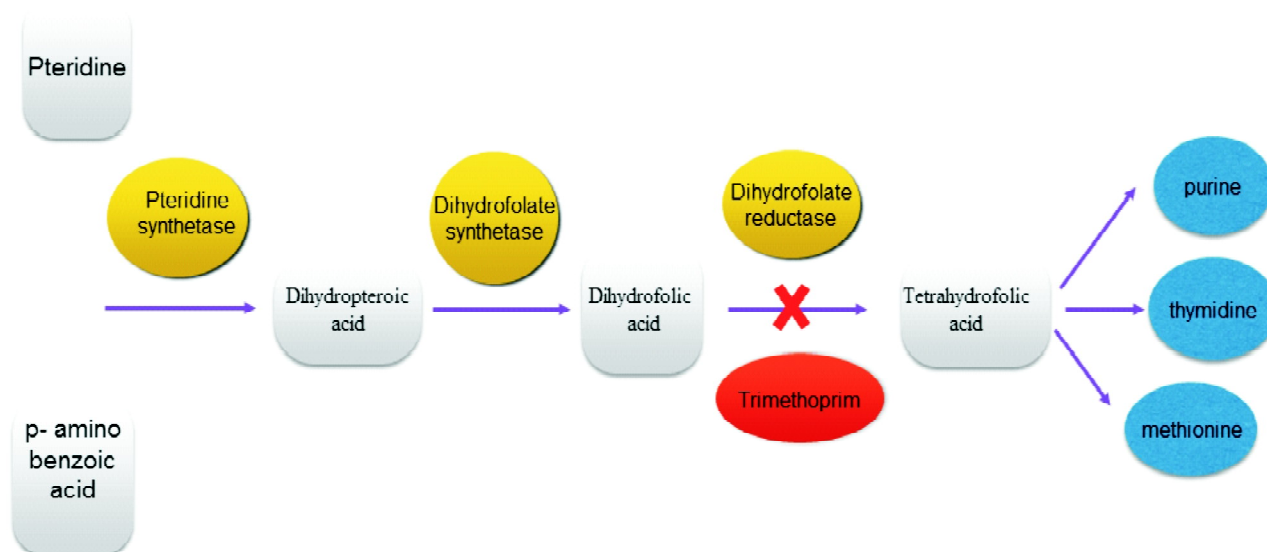 Pteridine
Pteridine
synthetase
Dihydrofolate
synthetase
Dihydrofolate
reductase
purine
Dihydropteroic
acid
Dihydrofolic
acid
Tetrahydrofolic
acid
thymidine
Trimethoprim
p- amino
benzoic
acid
methionine